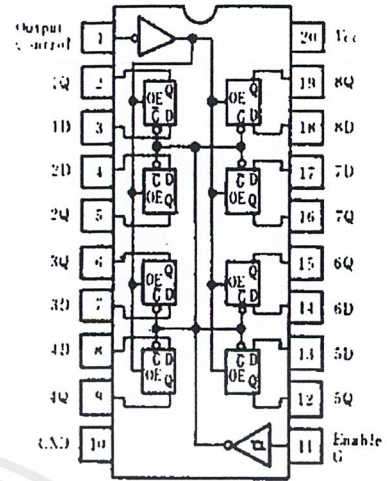 Output
Control 1 20 Vcc
1Q 2 19 8Q
1D 3 18 8D
2D 4 17 7D
2Q 5 16 7Q
3Q 6 15 6Q
3D 7 14 6D
4D 8 13 5D
4Q 9 12 5Q
GND 10 11 Enable
G
OE Q
G D
OE Q
G D
G D
OE Q
G D
OE Q
OE Q
G D
OE Q
G D
G D
OE Q
G D
OE Q